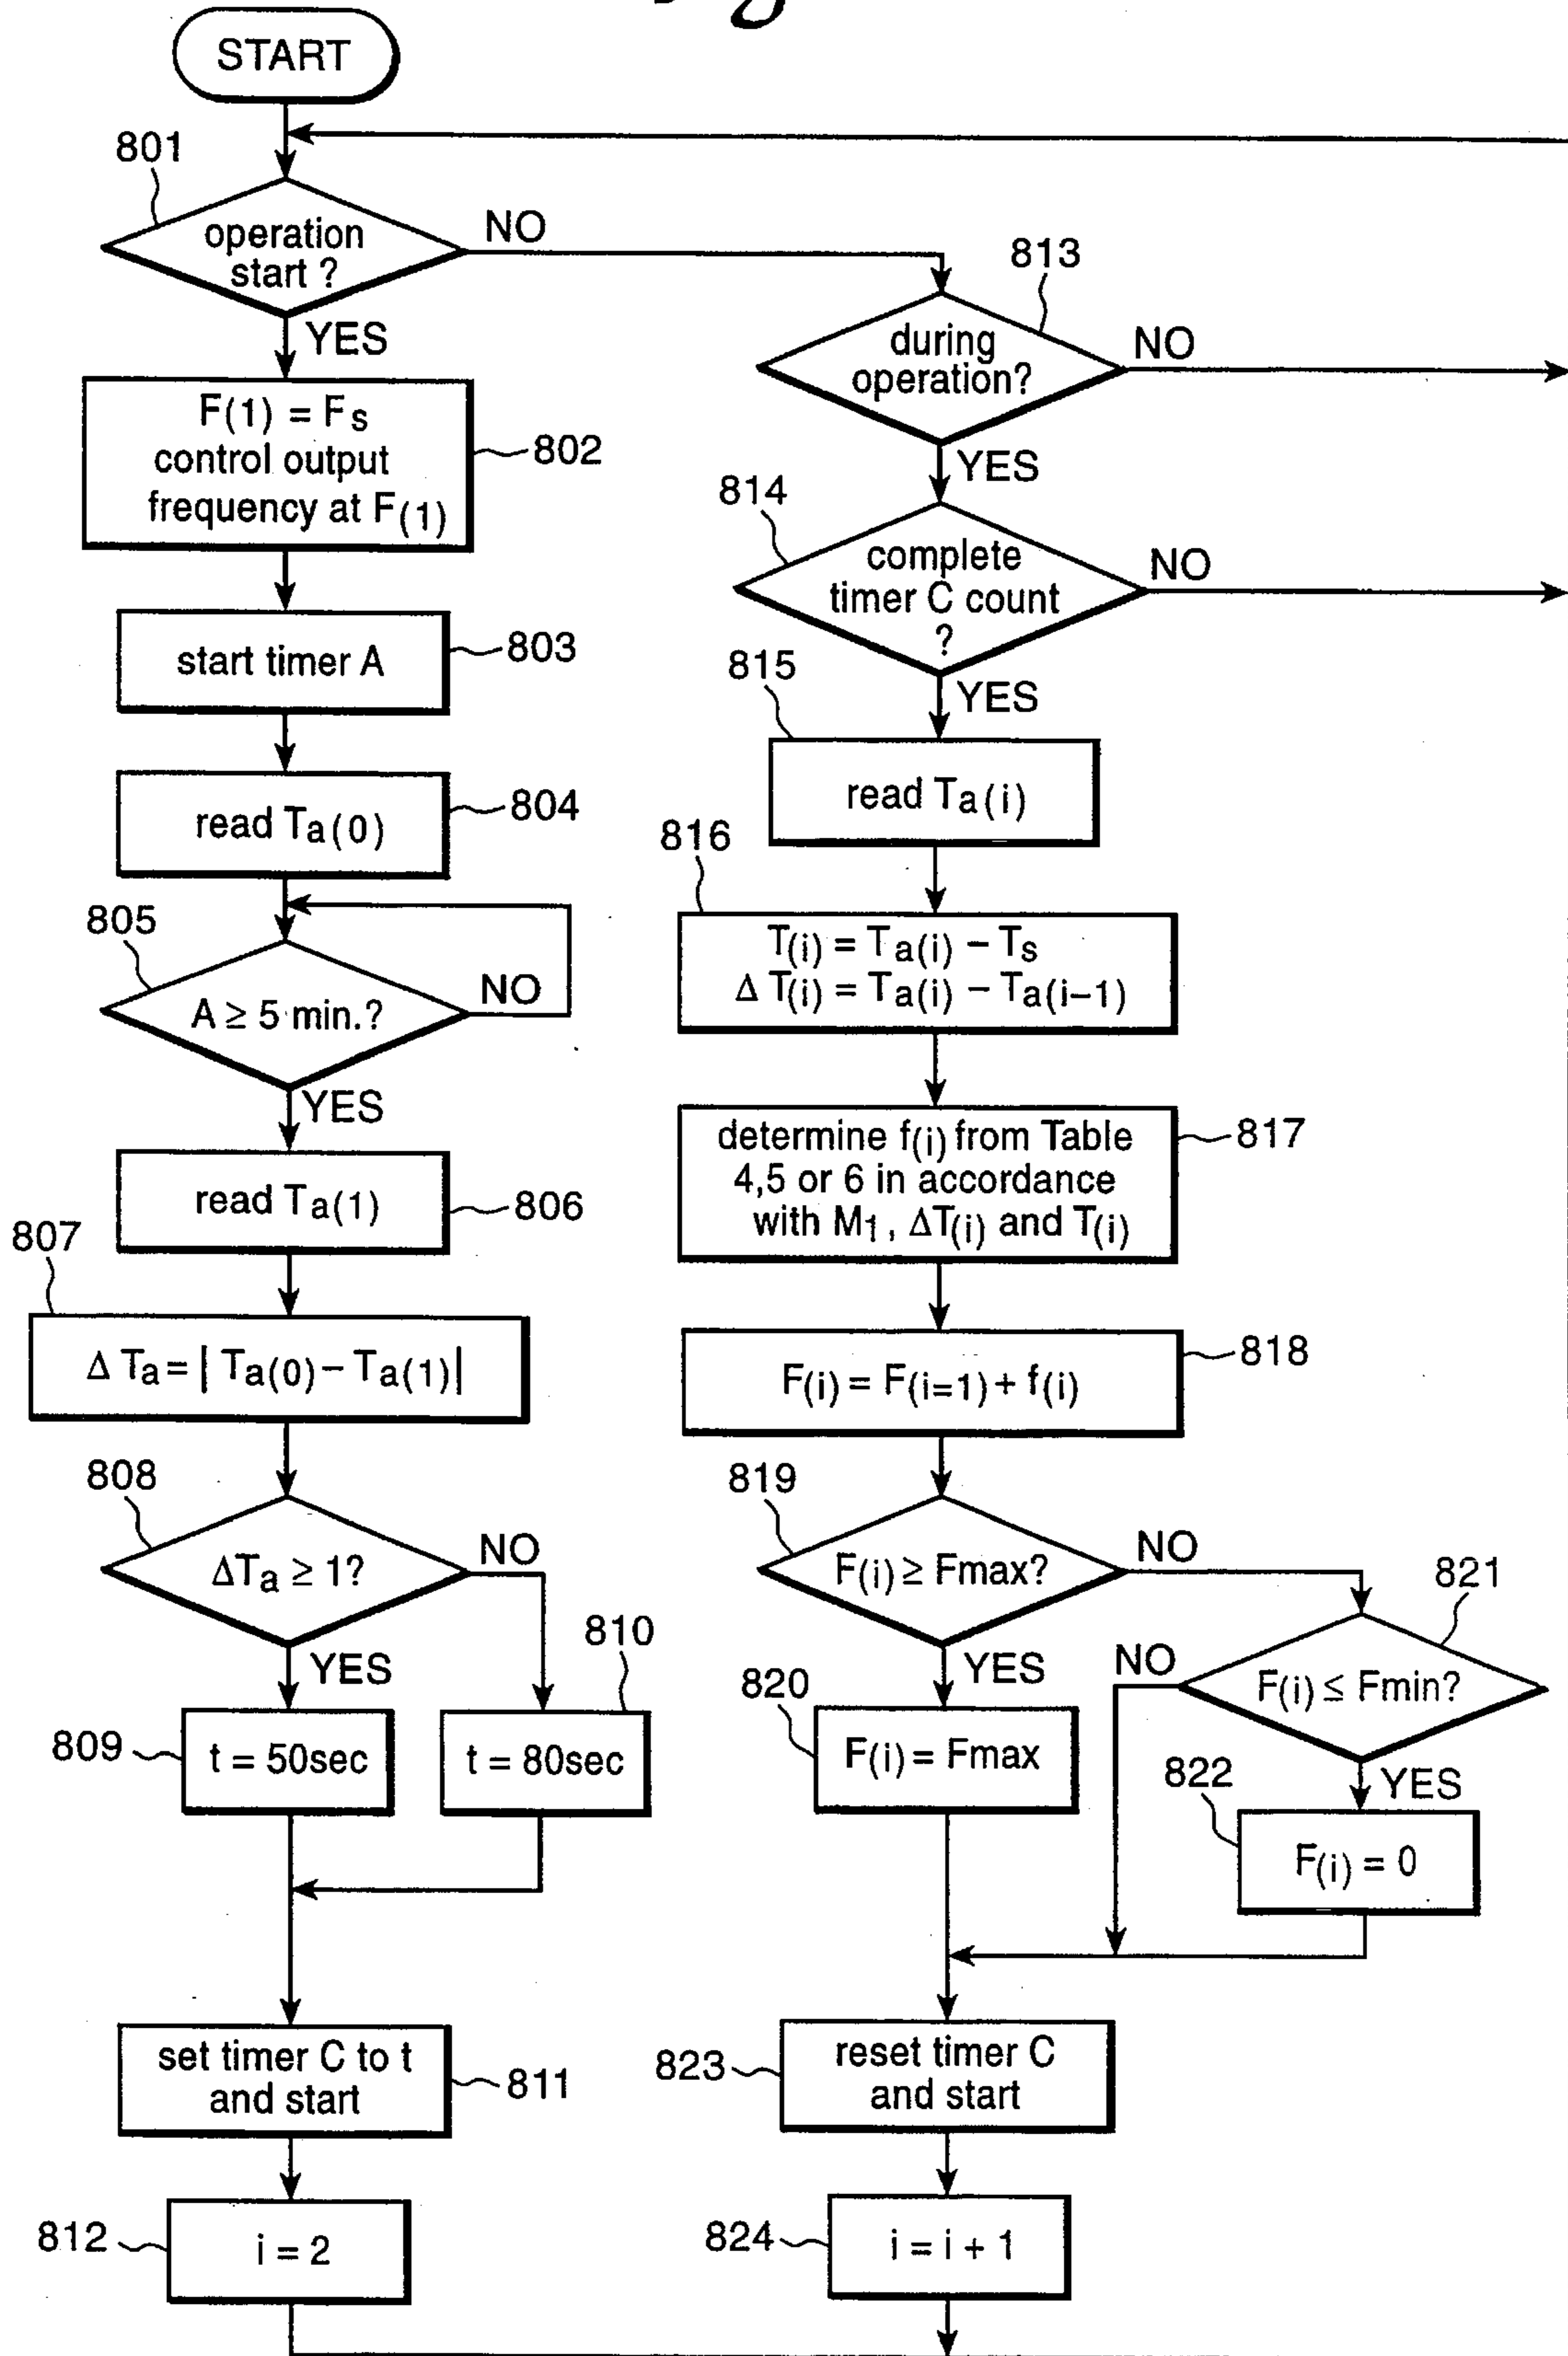 START
801
operation
start ?
NO
YES
F(1) = Fs
control output
frequency at F(1)
802
start timer A
803
read Ta(0)
804
805
A ≥ 5 min.?
NO
YES
read Ta(1)
806
807
Δ Ta = | Ta(0) − Ta(1)|
808
ΔTa ≥ 1?
NO
YES
809
t = 50sec
810
t = 80sec
set timer C to t
and start
811
812
i = 2
813
during
operation?
NO
YES
814
complete
timer C count
?
NO
YES
815
read Ta(i)
816
T(i) = Ta(i) − Ts
Δ T(i) = Ta(i) − Ta(i−1)
determine f(i) from Table
4,5 or 6 in accordance
with M1, ΔT(i) and T(i)
817
F(i) = F(i=1) + f(i)
818
819
F(i) ≥ Fmax?
NO
YES
820
F(i) = Fmax
821
F(i) ≤ Fmin?
NO
YES
822
F(i) = 0
823
reset timer C
and start
824
i = i + 1